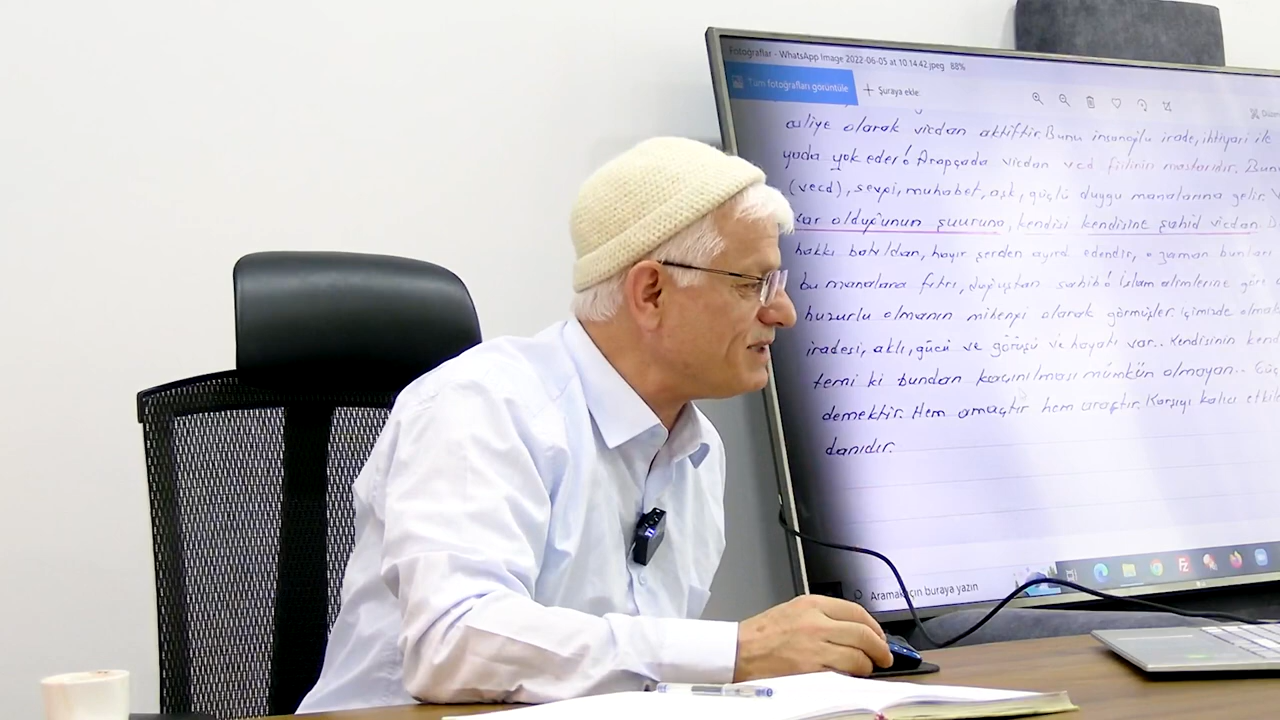 Fotoğraflar - WhatsApp Image 2022-06-05 at 10.14.42.jpeg 88%
Tüm fotoğrafları görüntüle + Şuraya ekle
asliye olarak vicdan aktiftir. Bunu insanoğlu irade, ihtiyari ile
yada yok eder! Arapçada vicdan vcd fiilinin mastarıdır. Bunu
(vecd), sevgi, muhabet, aşk, güçlü duygu manalarına gelir.
var olduğunun şuuruna, kendisi kendisine şahid vicdan
hakkı batıldan, hayır şerden ayırd edendir, o zaman bunları
bu manalara fıtri, doğuştan sahib! İslam alimlerine göre
huzurlu olmanın mihengi olarak görmüşler. İçimizde
iradesi, aklı, gücü ve görüşü ve hayatı var.. Kendisinin
temi ki bundan kaçınılması mümkün olmayan.. Güç
demektir. Hem amaçtır hem araçtır. Karşıyı kalıcı
danıdır.
Aramak için buraya yazın